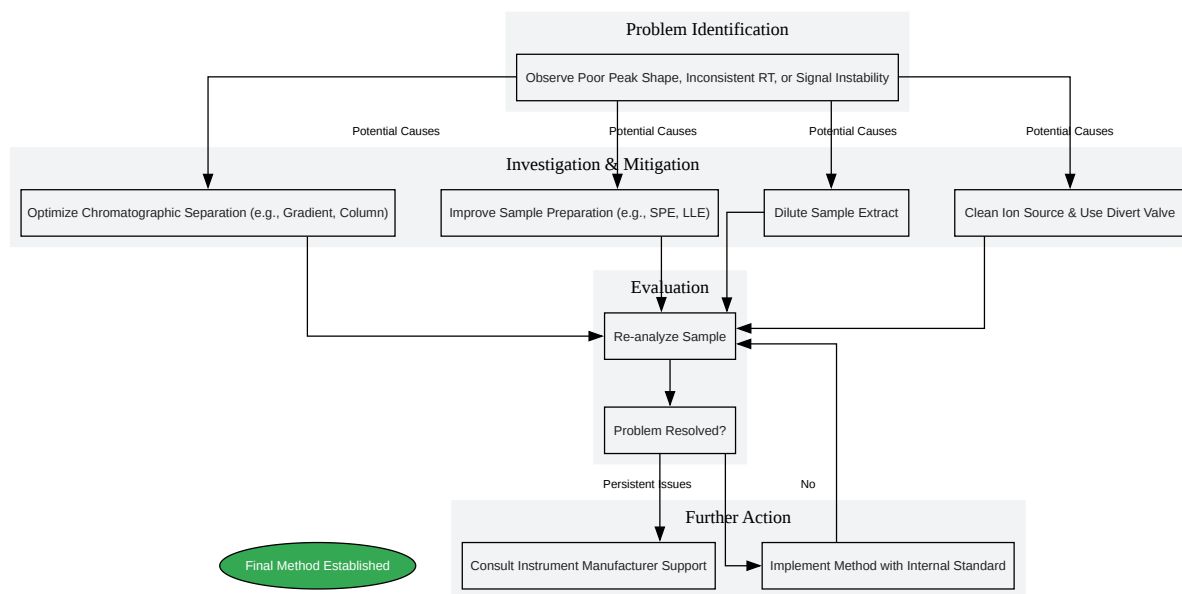 Problem Identification
Observe Poor Peak Shape, Inconsistent RT, or Signal Instability
Potential Causes
Potential Causes
Potential Causes
Potential Causes
Investigation & Mitigation
Optimize Chromatographic Separation (e.g., Gradient, Column)
Improve Sample Preparation (e.g., SPE, LLE)
Dilute Sample Extract
Clean Ion Source & Use Divert Valve
Evaluation
Re-analyze Sample
Problem Resolved?
Persistent Issues
No
Further Action
Final Method Established
Consult Instrument Manufacturer Support
Implement Method with Internal Standard